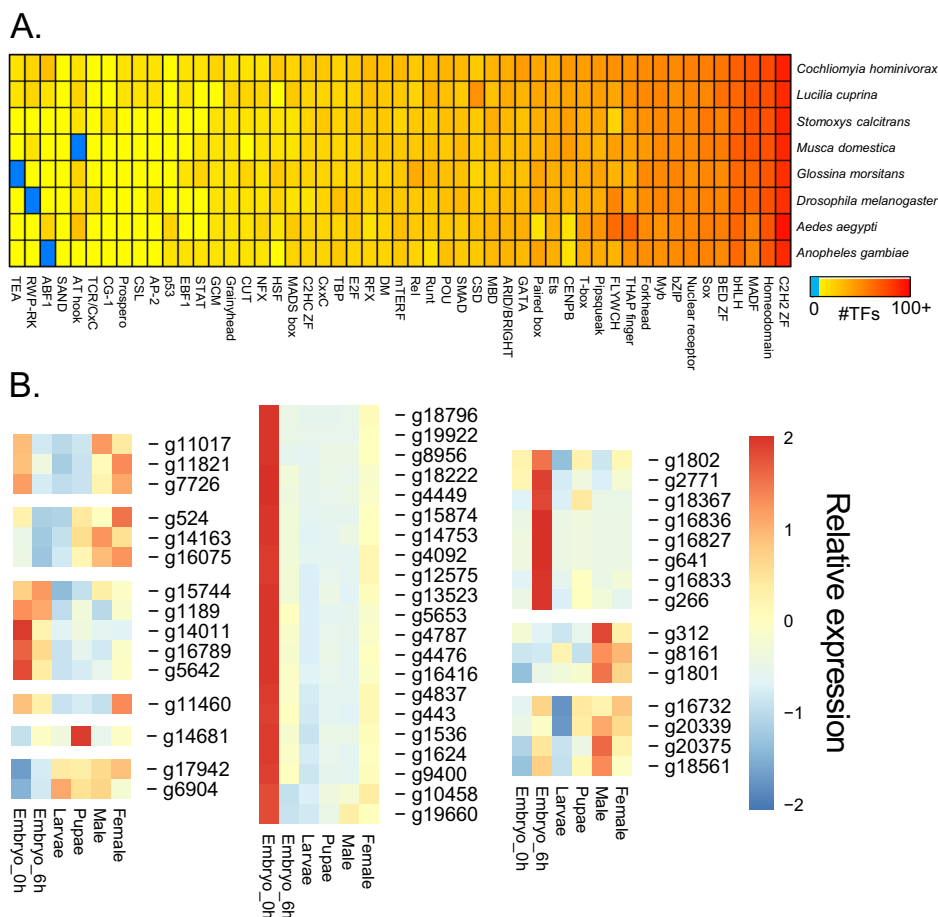 A.
Cochliomyia hominivorax
Lucilia cuprina
Stomoxys calcitrans
Musca domestica
Glossina morsitans
Drosophila melanogaster
Aedes aegypti
Anopheles gambiae
TEA
RWP-RK
ABF1
SAND
AT hook
TCR/CxC
CG-1
Prospero
CSL
AP-2
p53
EBF1
STAT
GCM
Grainyhead
CUT
NFX
HSF
MADS box
C2HC ZF
CxxC
TBP
E2F
RFX
DM
mTERF
Rel
Runt
POU
SMAD
CSD
MBD
ARID/BRIGHT
GATA
Paired box
Ets
CENPB
T-box
Pipsqueak
FLYWCH
THAP finger
Forkhead
Myb
bZIP
Nuclear receptor
Sox
BED ZF
bHLH
MADF
Homeodomain
C2H2 ZF
0
100+
#TFs
B.
g11017
g11821
g7726
g524
g14163
g16075
g15744
g1189
g14011
g16789
g5642
g11460
g14681
g17942
g6904
Embryo_0h
Embryo_6h
Larvae
Pupae
Male
Female
g18796
g19922
g8956
g18222
g4449
g15874
g14753
g4092
g12575
g13523
g5653
g4787
g4476
g16416
g4837
g443
g1536
g1624
g9400
g10458
g19660
Embryo_0h
Embryo_6h
Larvae
Pupae
Male
Female
g1802
g2771
g18367
g16836
g16827
g641
g16833
g266
g312
g8161
g1801
g16732
g20339
g20375
g18561
Embryo_0h
Embryo_6h
Larvae
Pupae
Male
Female
2
1
0
−1
−2
Relative expression